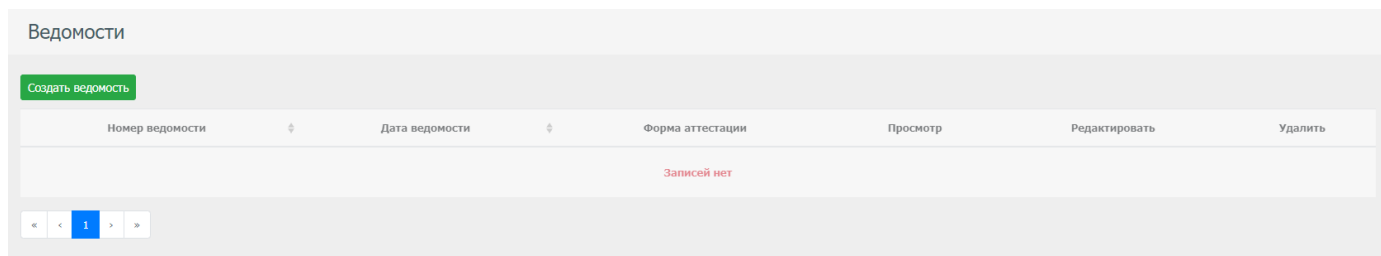 Ведомости
Создать ведомость
Номер ведомости Дата ведомости Форма аттестации Просмотр Редактировать Удалить
Записей нет
« ‹ 1 › »